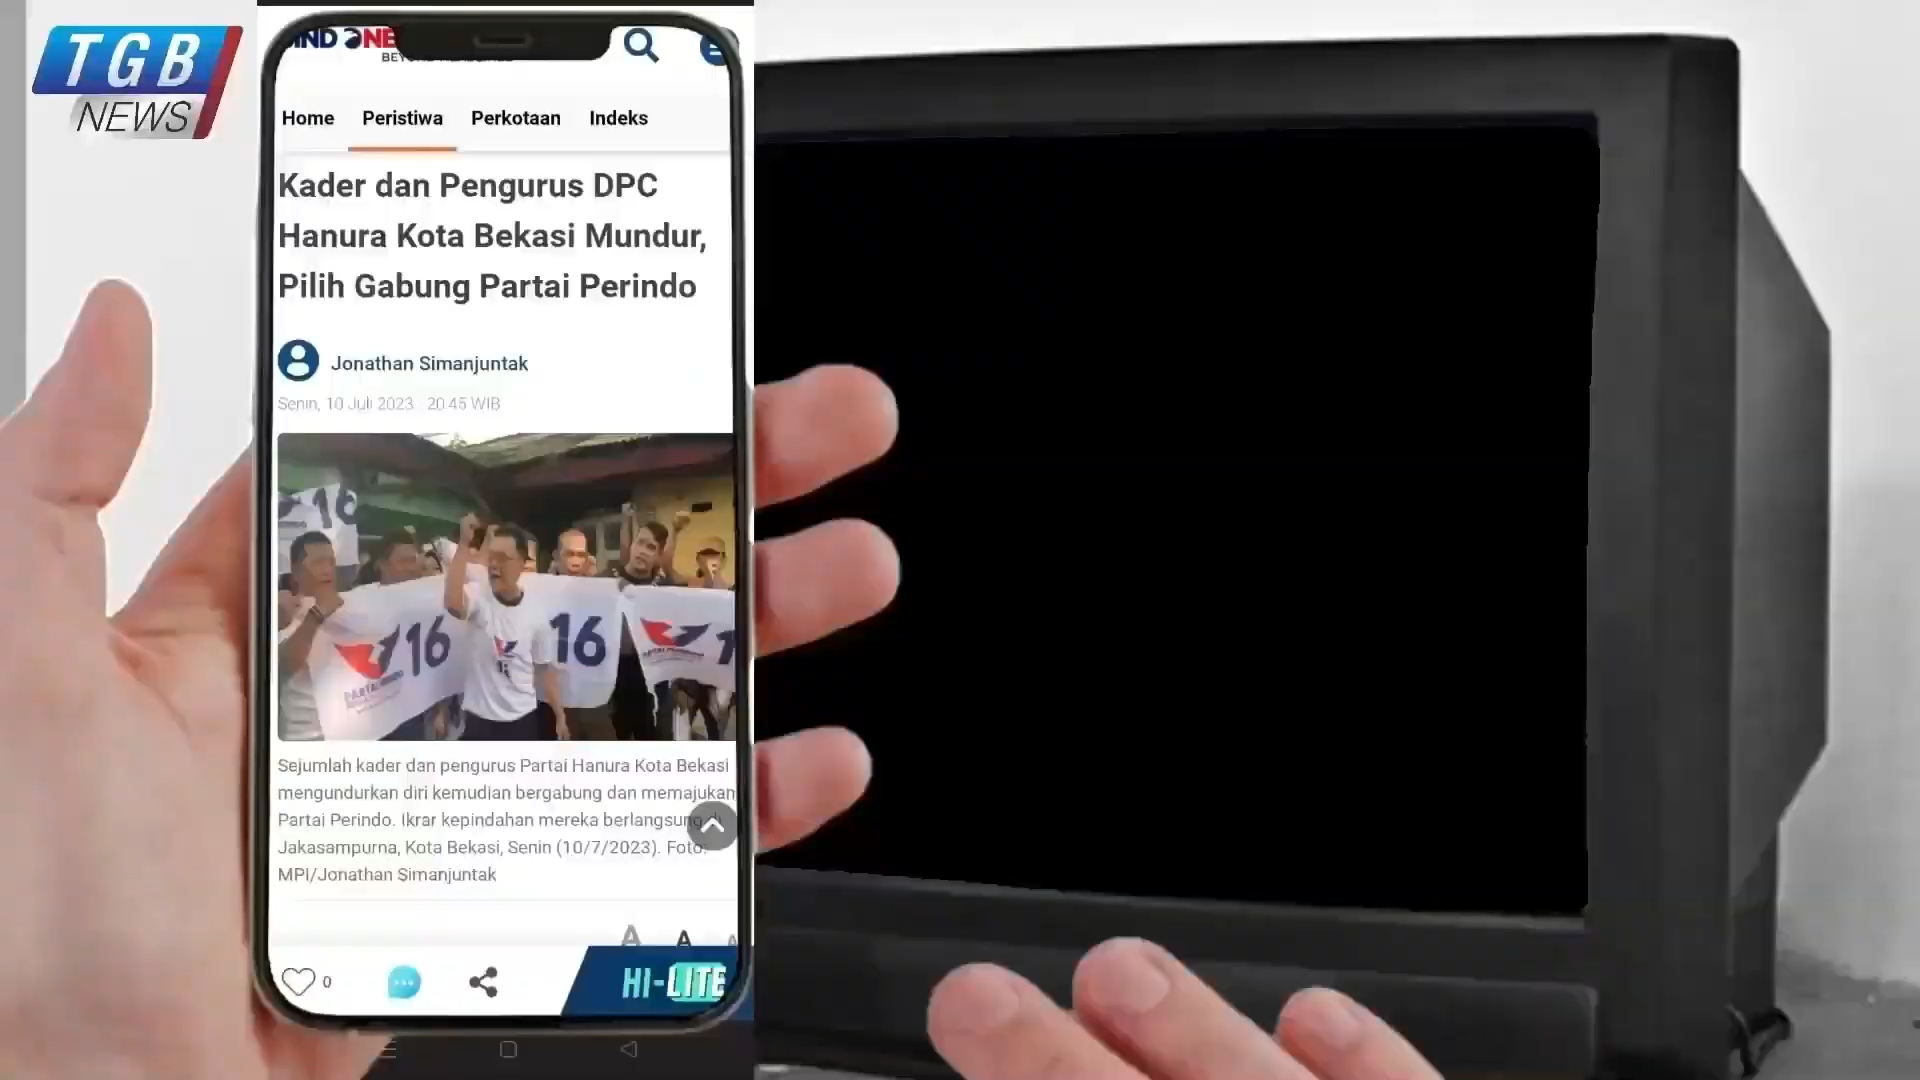 TGB
NEWS
Home Peristiwa Perkotaan Indeks
Kader dan Pengurus DPC
Hanura Kota Bekasi Mundur,
Pilih Gabung Partai Perindo
Jonathan Simanjuntak
Senin, 10 Juli 2023 20:45 WIB
16
16
16
PARTAI
Sejumlah kader dan pengurus Partai Hanura Kota Bekasi
mengundurkan diri kemudian bergabung dan memajukan
Partai Perindo. Ikrar kepindahan mereka berlangsung di
Jakasampurna, Kota Bekasi, Senin (10/7/2023). Foto:
MPI/Jonathan Simanjuntak
A A A
0
HI-LITE